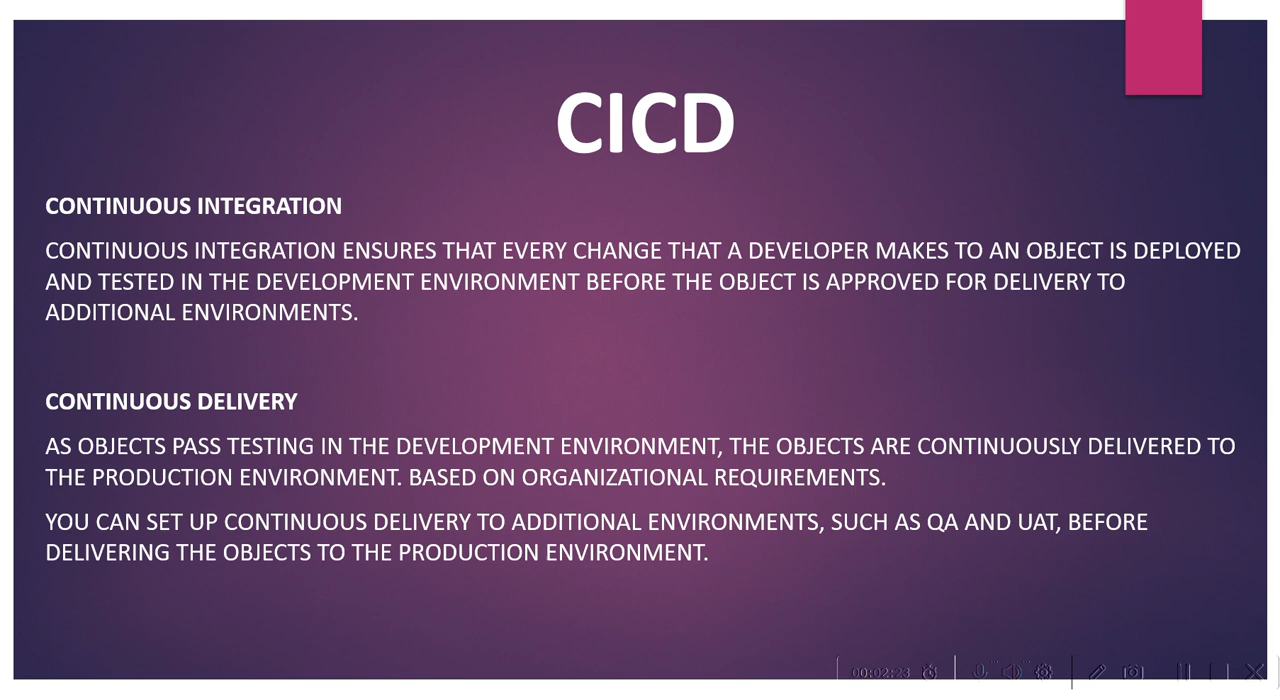 CICD
CONTINUOUS INTEGRATION
CONTINUOUS INTEGRATION ENSURES THAT EVERY CHANGE THAT A DEVELOPER MAKES TO AN OBJECT IS DEPLOYED
AND TESTED IN THE DEVELOPMENT ENVIRONMENT BEFORE THE OBJECT IS APPROVED FOR DELIVERY TO
ADDITIONAL ENVIRONMENTS.
CONTINUOUS DELIVERY
AS OBJECTS PASS TESTING IN THE DEVELOPMENT ENVIRONMENT, THE OBJECTS ARE CONTINUOUSLY DELIVERED TO
THE PRODUCTION ENVIRONMENT. BASED ON ORGANIZATIONAL REQUIREMENTS.
YOU CAN SET UP CONTINUOUS DELIVERY TO ADDITIONAL ENVIRONMENTS, SUCH AS QA AND UAT, BEFORE
DELIVERING THE OBJECTS TO THE PRODUCTION ENVIRONMENT.
00:02:23